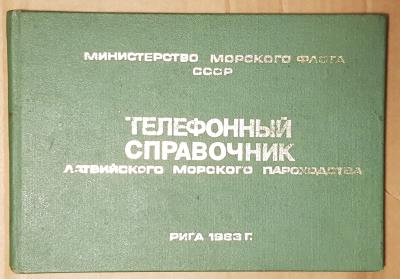 МИНИСТЕРСТВО МОРСКОГО ФЛОТА
СССР
ТЕЛЕФОННЫЙ
СПРАВОЧНИК
ЛАТВИЙСКОГО МОРСКОГО ПАРОХОДСТВА
РИГА 1983 Г.